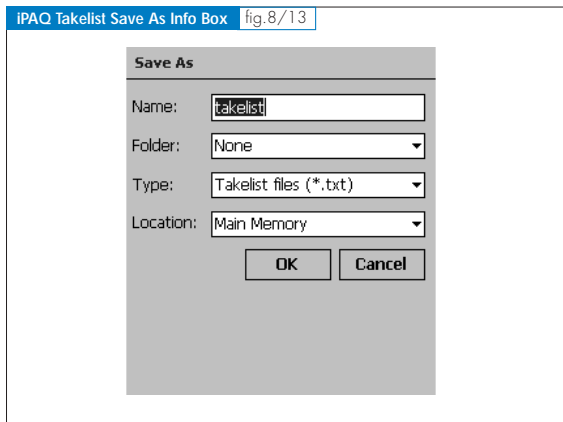 iPAQ Takelist Save As Info Box fig.8/13
Save As
Name: takelist
Folder: None
Type: Takelist files (*.txt)
Location: Main Memory
OK Cancel